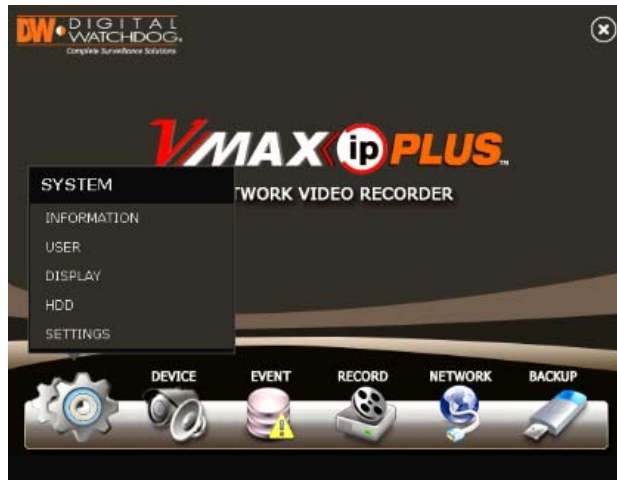 DW DIGITAL
WATCHDOG®
Complete Surveillance Solutions
VMAX ip PLUS™
TWORK VIDEO RECORDER
SYSTEM
INFORMATION
USER
DISPLAY
HDD
SETTINGS
DEVICE EVENT RECORD NETWORK BACKUP